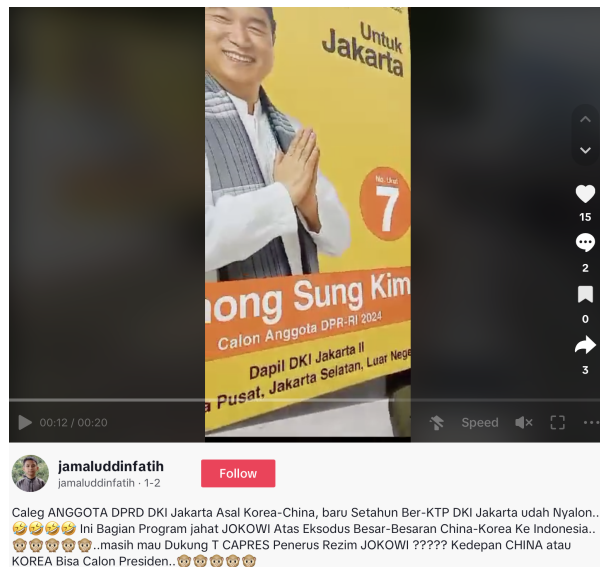 Untuk
Jakarta
No. Urut
7
ong Sung Kim
Calon Anggota DPR-RI 2024
Dapil DKI Jakarta II
a Pusat, Jakarta Selatan, Luar Nege
15
2
0
3
00:12 / 00:20
Speed
jamaluddinfatih
jamaluddinfatih · 1-2
Follow
Caleg ANGGOTA DPRD DKI Jakarta Asal Korea-China, baru Setahun Ber-KTP DKI Jakarta udah Nyalon..
🤣🤣🤣🤣 Ini Bagian Program jahat JOKOWI Atas Eksodus Besar-Besaran China-Korea Ke Indonesia..
🙊🙊🙊🙊🙊..masih mau Dukung T CAPRES Penerus Rezim JOKOWI ????? Kedepan CHINA atau
KOREA Bisa Calon Presiden..🙊🙊🙊🙊🙊